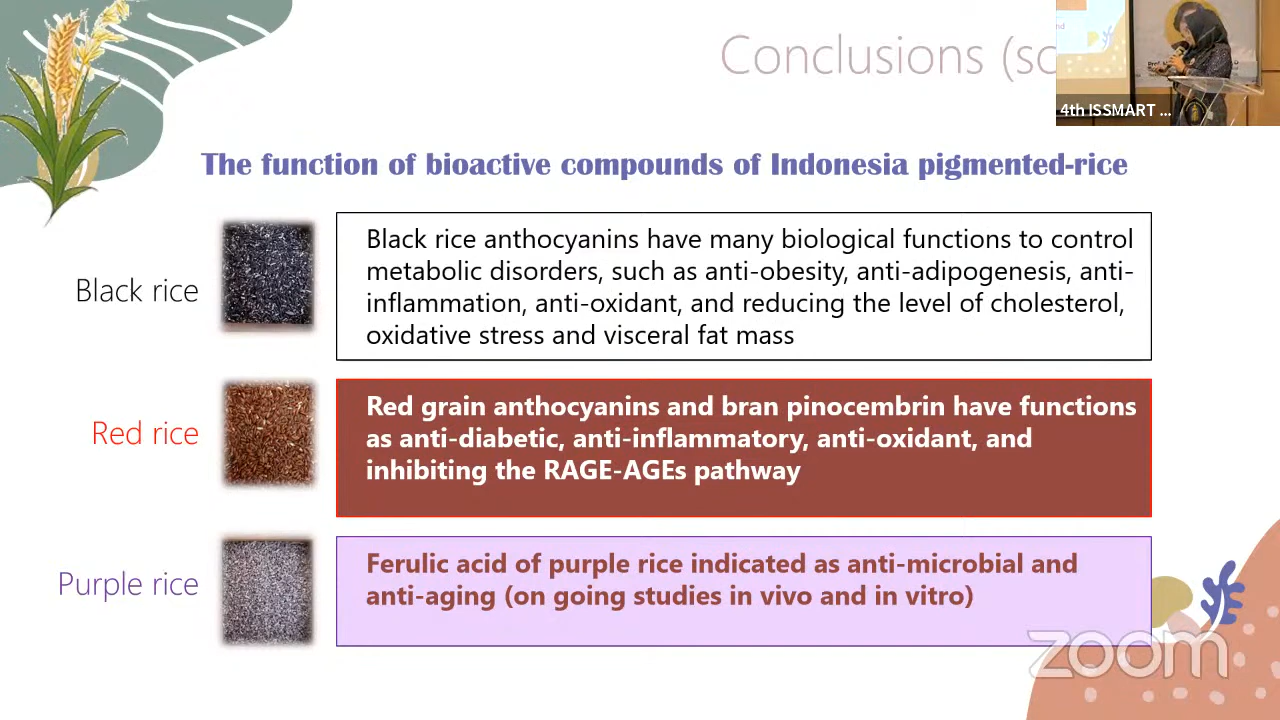 Conclusions (sc
4th ISSMART ...
The function of bioactive compounds of Indonesia pigmented-rice
Black rice
Black rice anthocyanins have many biological functions to control
metabolic disorders, such as anti-obesity, anti-adipogenesis, anti-
inflammation, anti-oxidant, and reducing the level of cholesterol,
oxidative stress and visceral fat mass
Red rice
Red grain anthocyanins and bran pinocembrin have functions
as anti-diabetic, anti-inflammatory, anti-oxidant, and
inhibiting the RAGE-AGEs pathway
Purple rice
Ferulic acid of purple rice indicated as anti-microbial and
anti-aging (on going studies in vivo and in vitro)
zoom